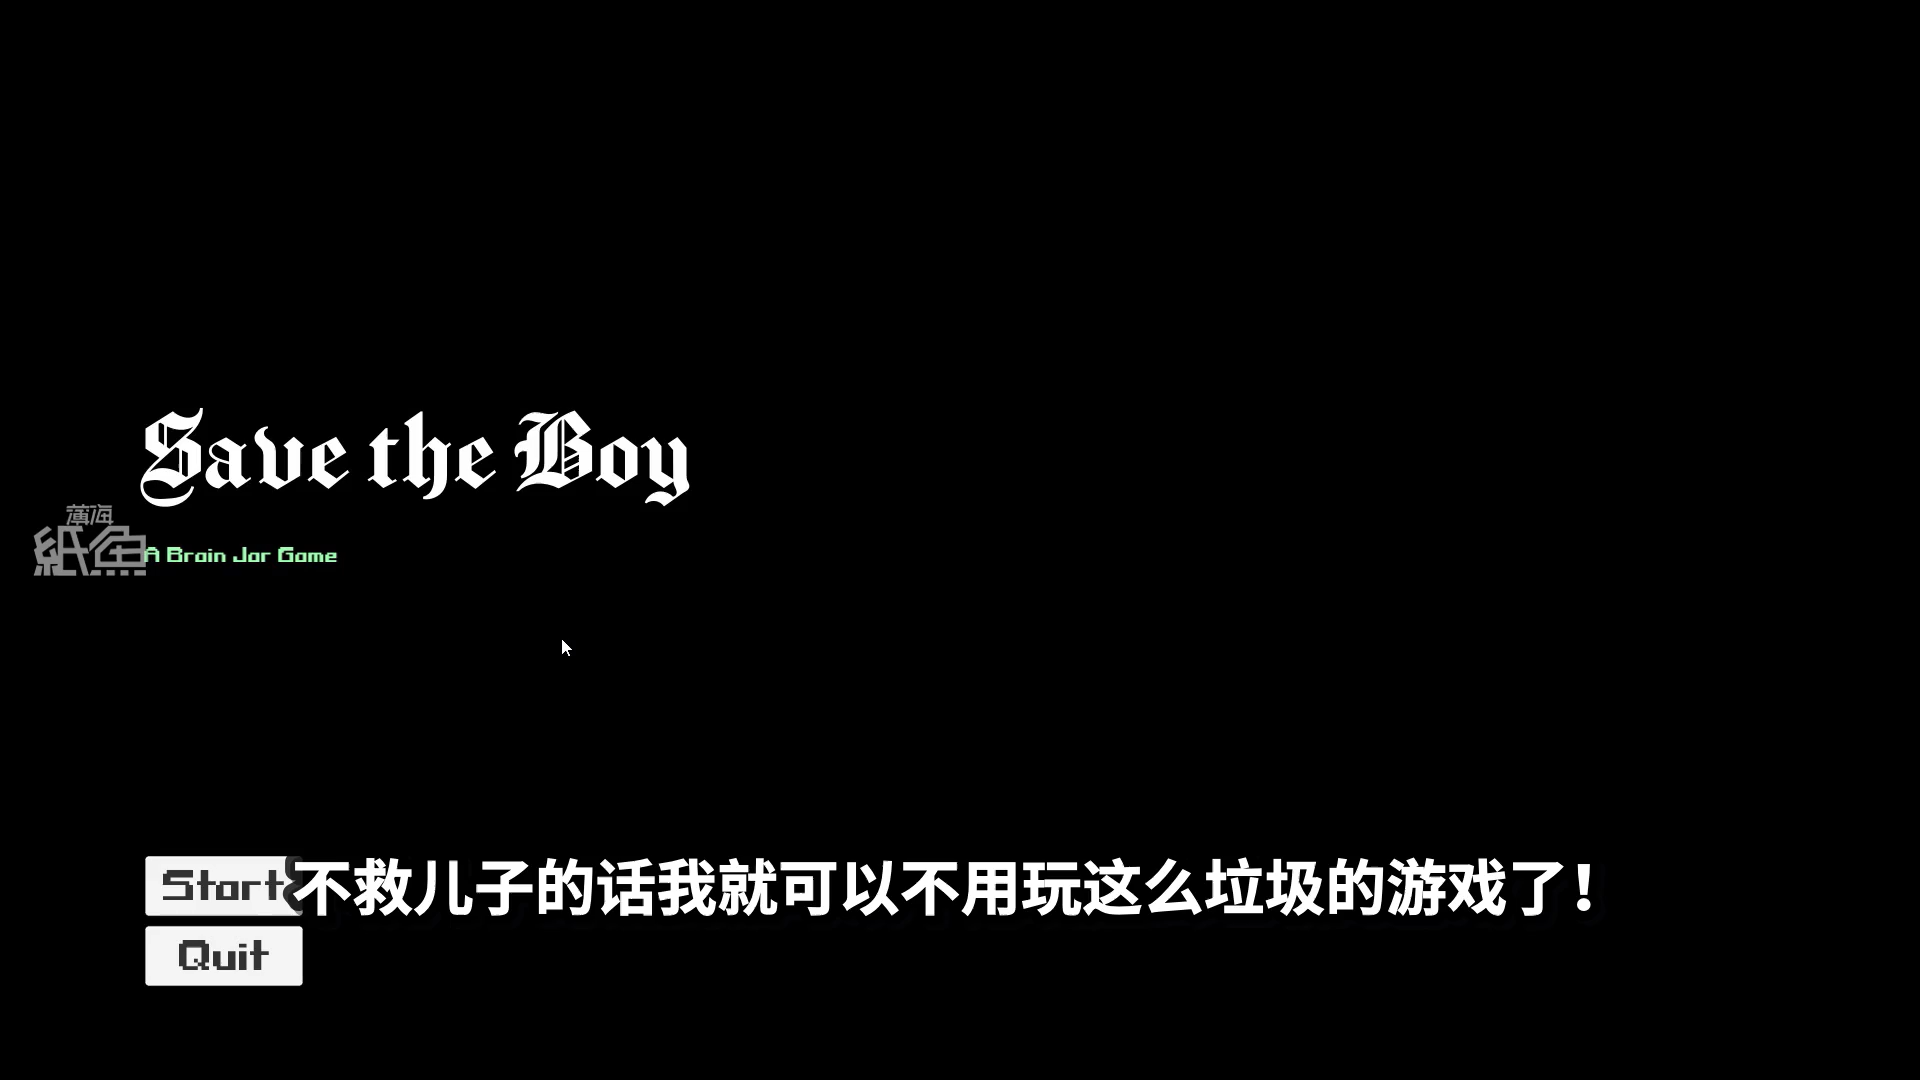 Save the Boy
薄海
紙魚
A Brain Jar Game
Start
不救儿子的话我就可以不用玩这么垃圾的游戏了！
Quit